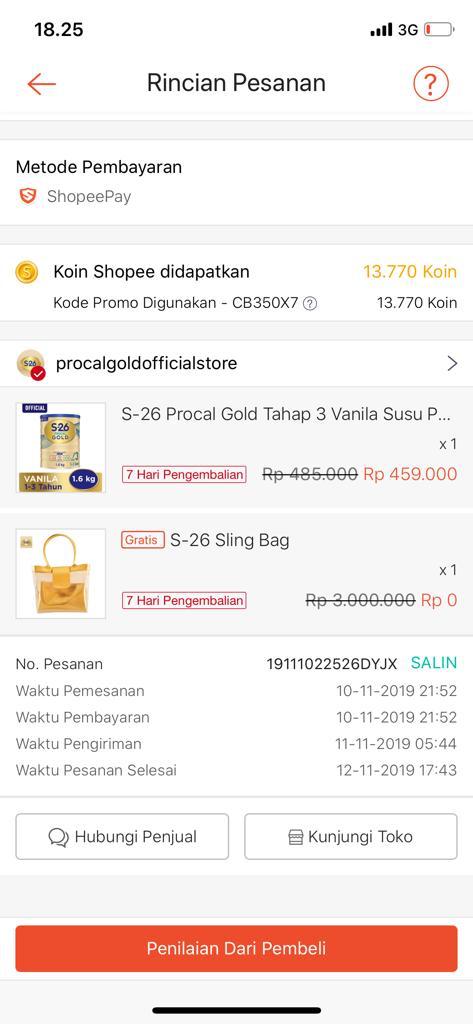 18.25
3G
Rincian Pesanan
?
Metode Pembayaran
ShopeePay
Koin Shopee didapatkan 13.770 Koin
Kode Promo Digunakan - CB350X7 ? 13.770 Koin
procalgoldofficialstore
S-26 Procal Gold Tahap 3 Vanila Susu P...
OFFICIAL
S-26
GOLD
VANILA
1-3 Tahun
1.6 kg
x 1
7 Hari Pengembalian Rp 485.000 Rp 459.000
Gratis S-26 Sling Bag
x 1
7 Hari Pengembalian Rp 3.000.000 Rp 0
No. Pesanan 19111022526DYJX SALIN
Waktu Pemesanan 10-11-2019 21:52
Waktu Pembayaran 10-11-2019 21:52
Waktu Pengiriman 11-11-2019 05:44
Waktu Pesanan Selesai 12-11-2019 17:43
Hubungi Penjual Kunjungi Toko
Penilaian Dari Pembeli